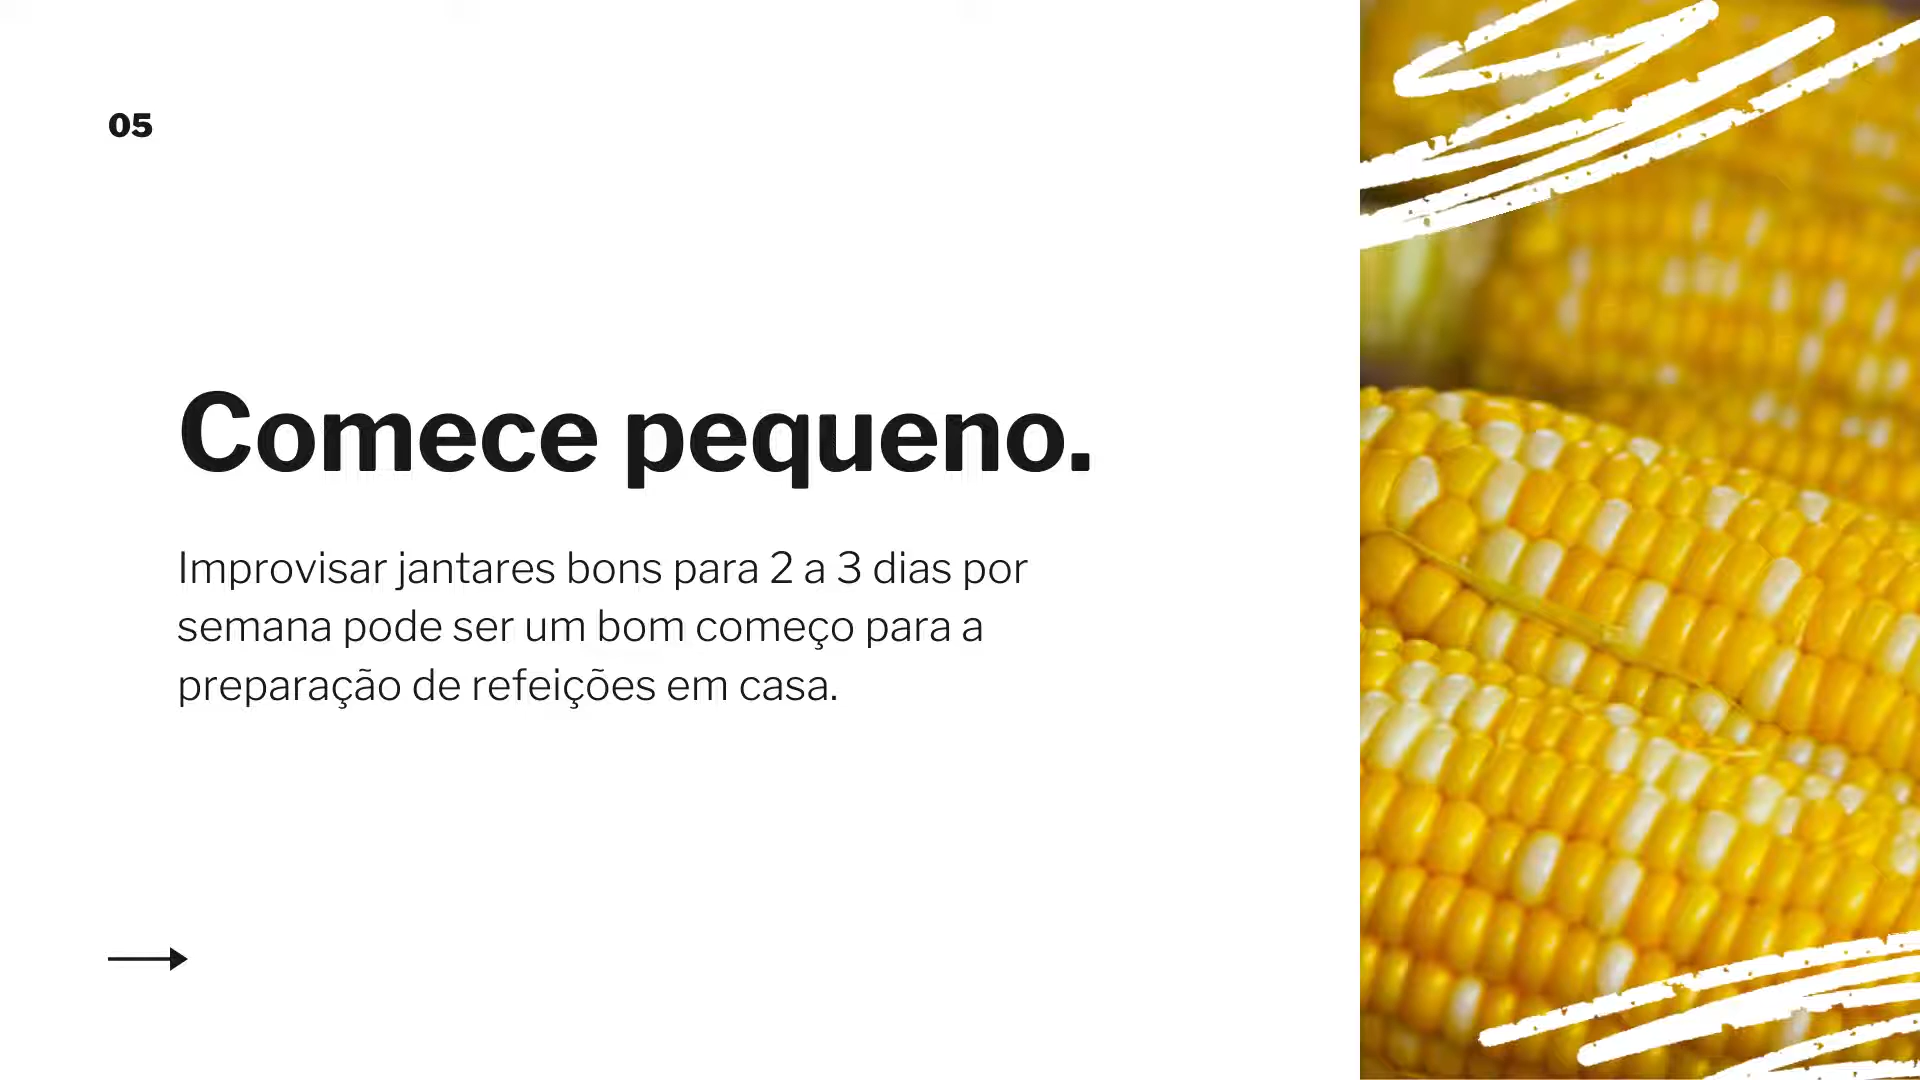 05
Comece pequeno.
Improvisar jantares bons para 2 a 3 dias por
semana pode ser um bom começo para a
preparação de refeições em casa.